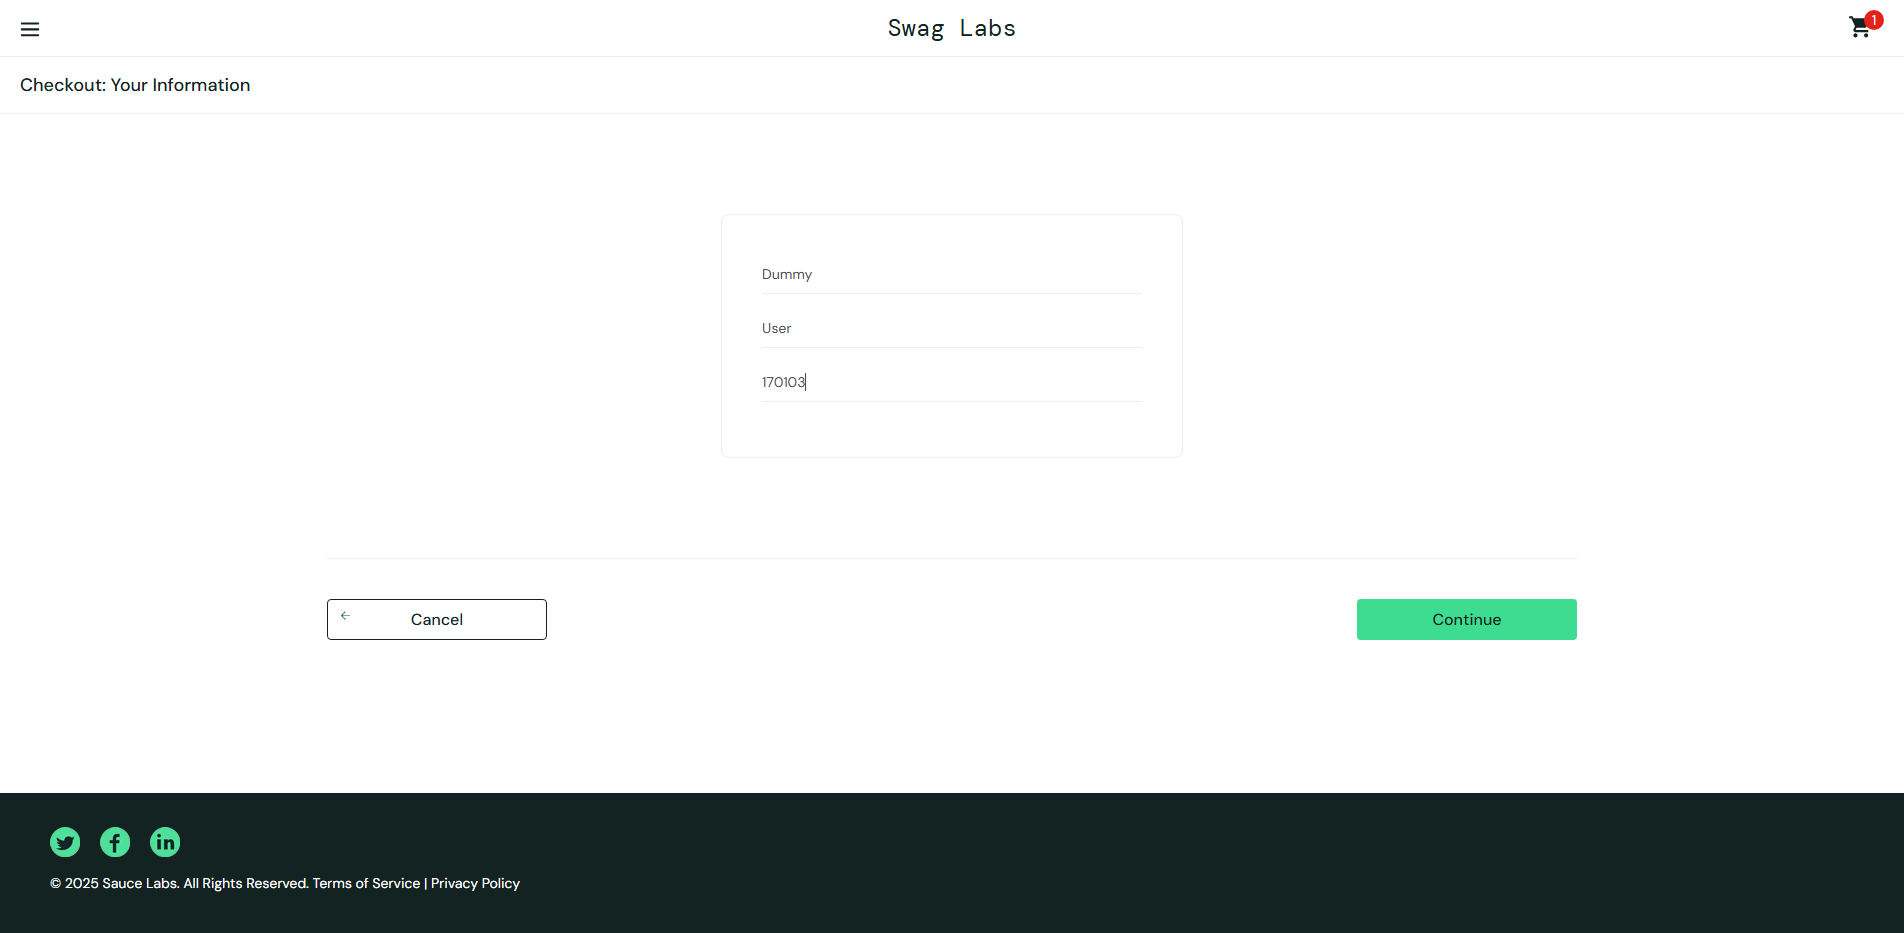 Swag Labs
1
Checkout: Your Information
Dummy
User
170103
Cancel
Continue
© 2025 Sauce Labs. All Rights Reserved. Terms of Service | Privacy Policy